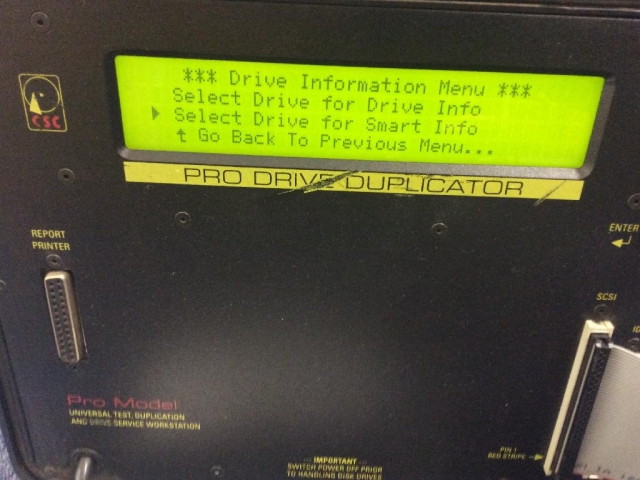 *** Drive Information Menu ***
Select Drive for Drive Info
Select Drive for Smart Info
t Go Back To Previous Menu...
CSC
PRO DRIVE DUPLICATOR
REPORT
PRINTER
ENTER
SCSI
Pro Model
UNIVERSAL TEST, DUPLICATION
AND DRIVE SERVICE WORKSTATION
PIN 1
RED STRIPE
--- IMPORTANT ---
SWITCH POWER OFF PRIOR
TO HANDLING DISK DRIVES